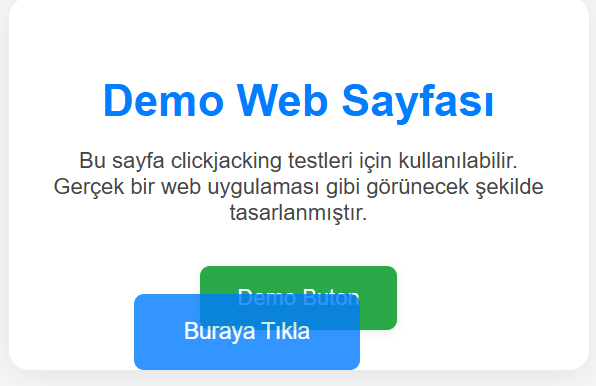 Demo Web Sayfası
Bu sayfa clickjacking testleri için kullanılabilir.
Gerçek bir web uygulaması gibi görünecek şekilde
tasarlanmıştır.
Demo Buton
Buraya Tıkla